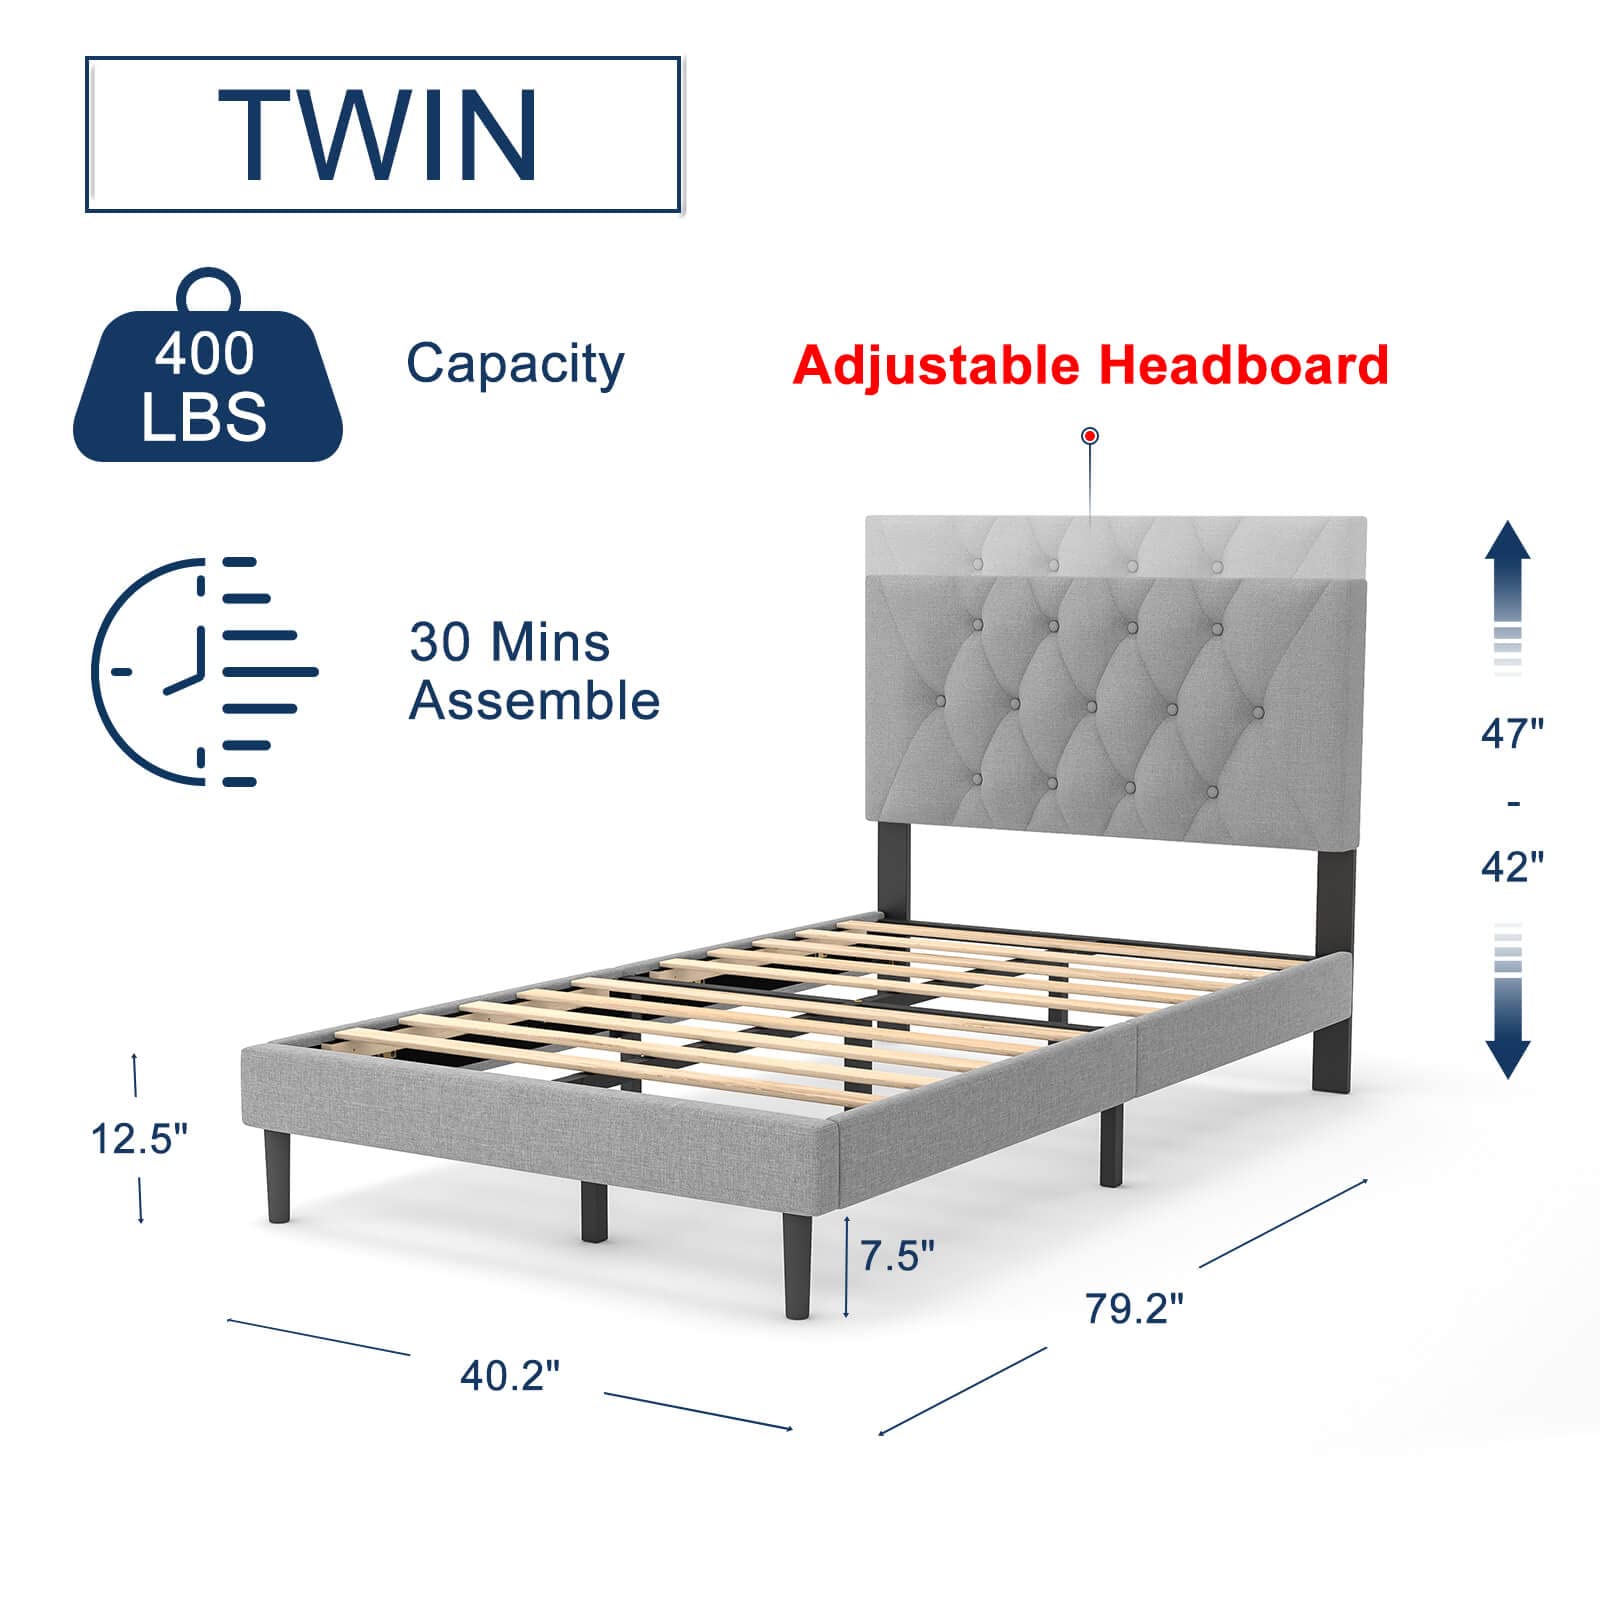 TWIN
400
LBS
Capacity
Adjustable Headboard
30 Mins
Assemble
47"
-
42"
12.5"
7.5"
79.2"
40.2"